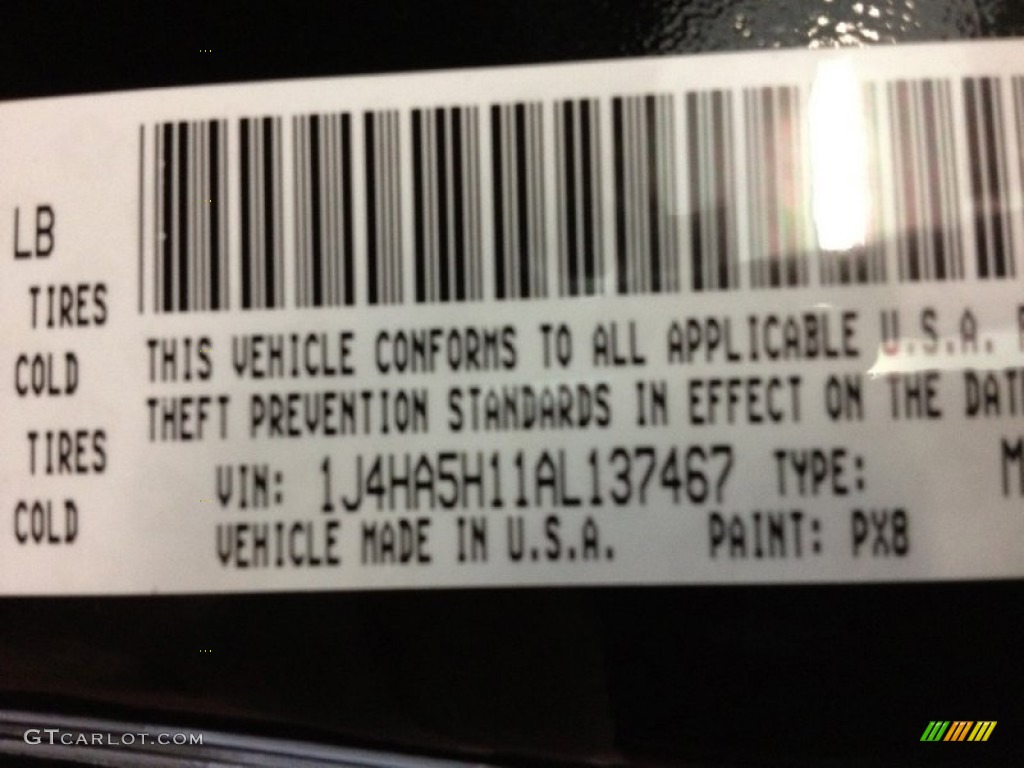 LB
TIRES
COLD
TIRES
COLD
THIS VEHICLE CONFORMS TO ALL APPLICABLE U.S.A.
THEFT PREVENTION STANDARDS IN EFFECT ON THE DAT
VIN: 1J4HA5H11AL137467 TYPE: M
VEHICLE MADE IN U.S.A. PAINT: PX8
GTCARLOT.COM